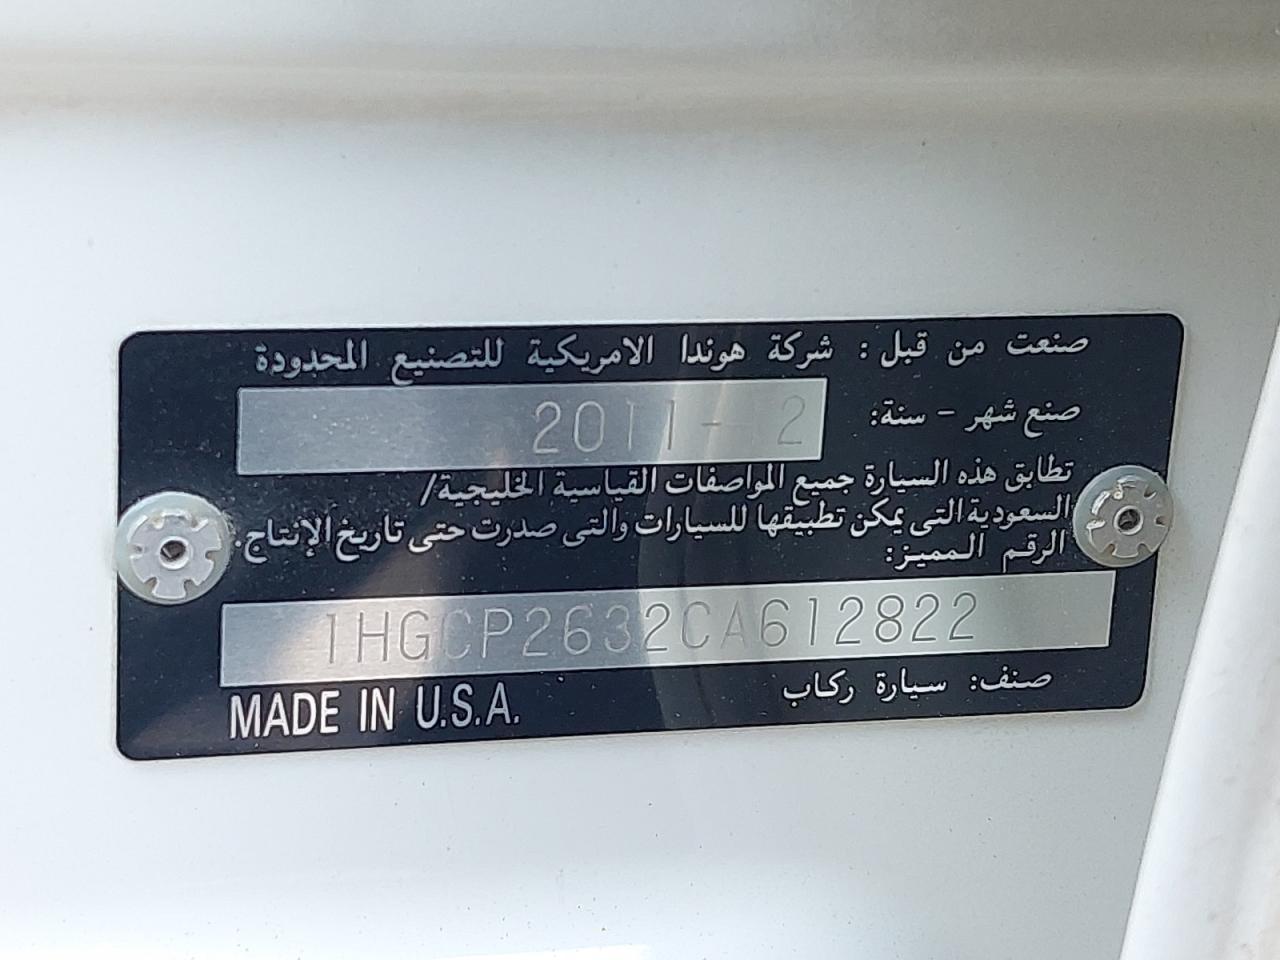 صنعت من قبل : شركة هوندا الامريكية للتصنيع المحدودة
صنع شهر - سنة: 2011-12
تطابق هذه السيارة جميع المواصفات القياسية الخليجية/
السعودية التى يمكن تطبيقها للسيارات والتى صدرت حتى تاريخ الإنتاج.
الرقم المميز:
1HGCP2632CA612822
صنف: سيارة ركاب
MADE IN U.S.A.